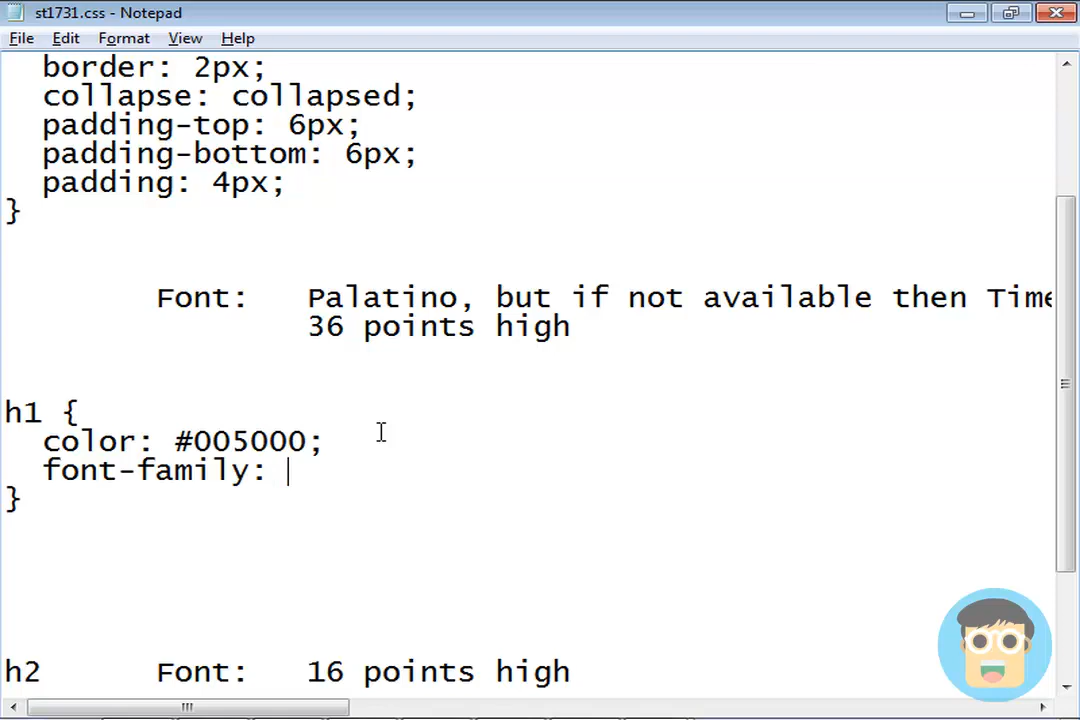 st1731.css - Notepad
File Edit Format View Help
border: 2px;
collapse: collapsed;
padding-top: 6px;
padding-bottom: 6px;
padding: 4px;
}
Font: Palatino, but if not available then Time
36 points high
h1 {
color: #005000;
font-family:
}
h2 Font: 16 points high